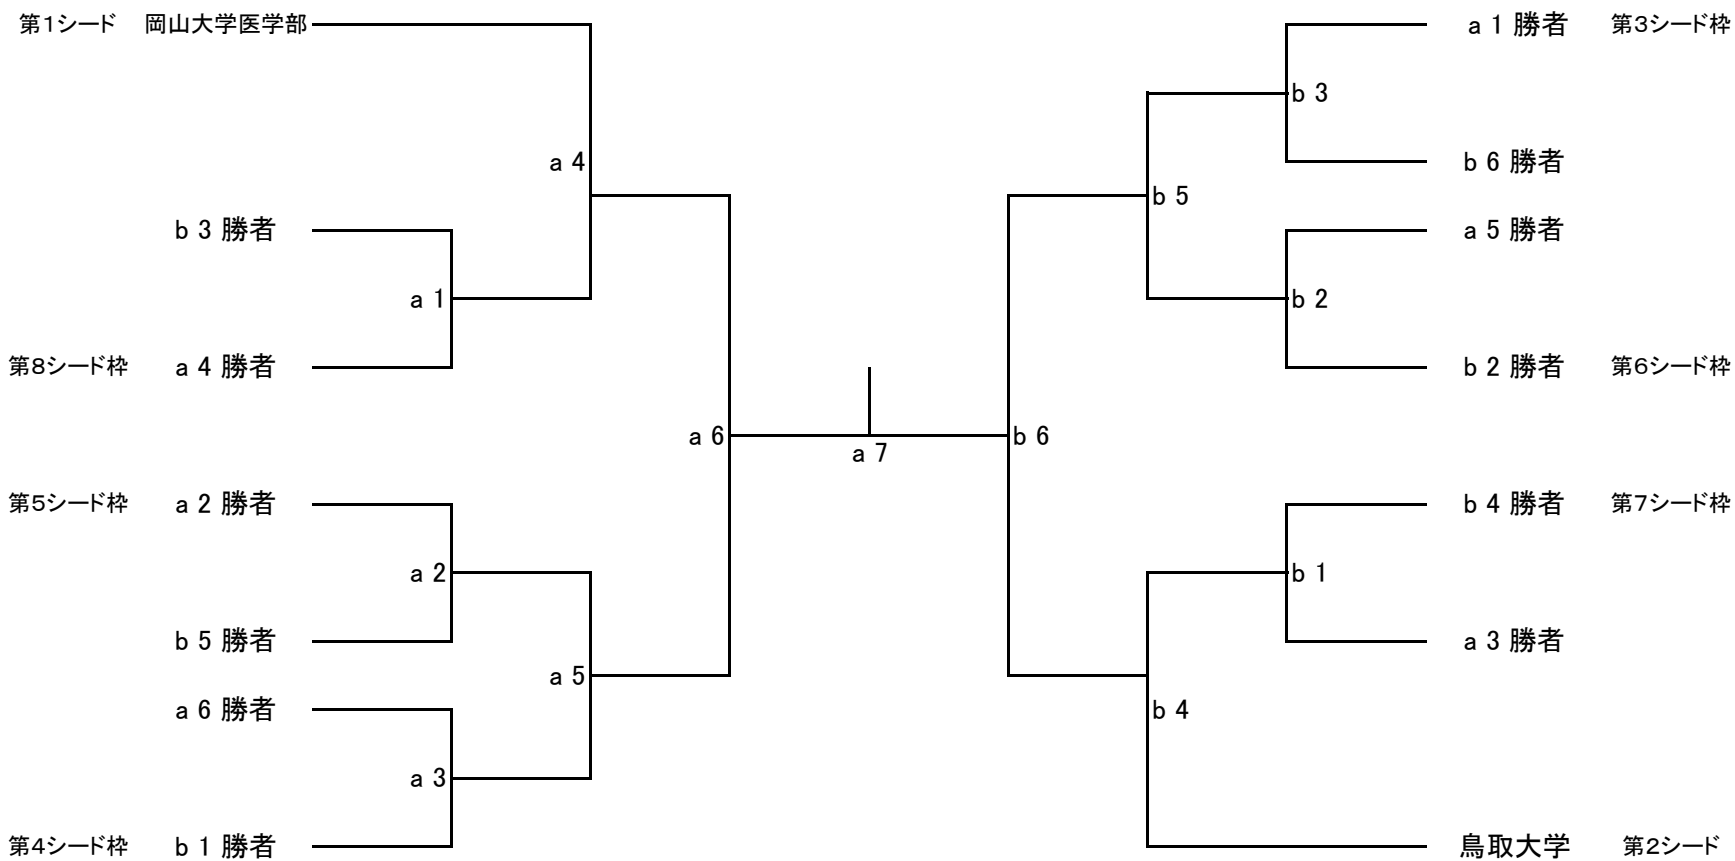 第1シード 岡山大学医学部
a 4
b 3 勝者
a 1
第8シード枠 a 4 勝者
a 6
第5シード枠 a 2 勝者
a 2
b 5 勝者
a 5
a 6 勝者
a 3
第4シード枠 b 1 勝者
a 7
a 1 勝者 第3シード枠
b 3
b 6 勝者
b 5
a 5 勝者
b 2
b 2 勝者 第6シード枠
b 6
b 4 勝者 第7シード枠
b 1
a 3 勝者
b 4
鳥取大学 第2シード